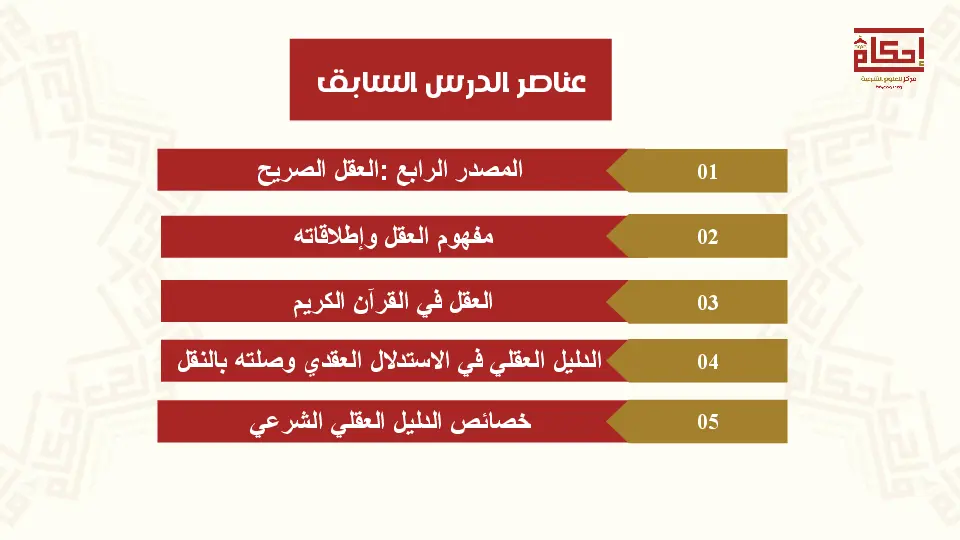 إحكام
مركز للعلوم الشرعية
عناصر الدرس السابق
01
المصدر الرابع :العقل الصريح
02
مفهوم العقل وإطلاقاته
03
العقل في القرآن الكريم
04
الدليل العقلي في الاستدلال العقدي وصلته بالنقل
05
خصائص الدليل العقلي الشرعي